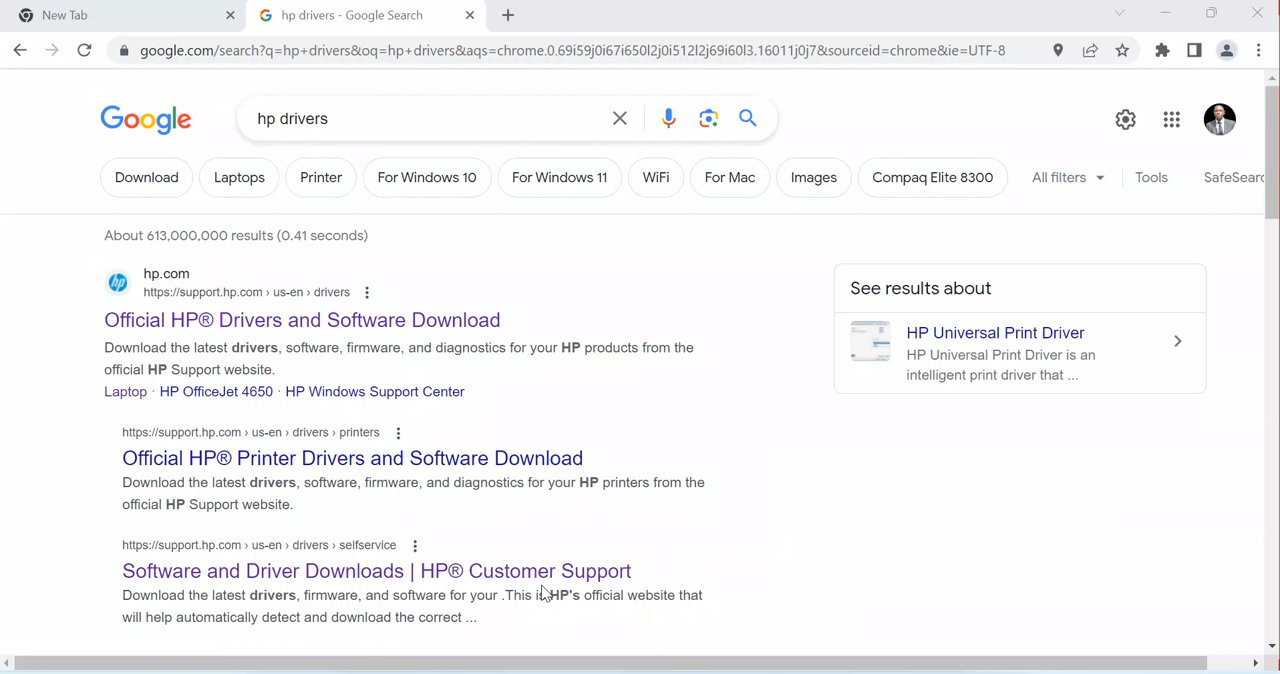 New Tab
hp drivers - Google Search
google.com/search?q=hp+drivers&oq=hp+drivers&aqs=chrome.0.69i59j0i67i650l2j0i512l2j69i60l3.16011j0j7&sourceid=chrome&ie=UTF-8
Google
hp drivers
Download
Laptops
Printer
For Windows 10
For Windows 11
WiFi
For Mac
Images
Compaq Elite 8300
All filters
Tools
SafeSearc
About 613,000,000 results (0.41 seconds)
hp
hp.com
https://support.hp.com › us-en › drivers
Official HP® Drivers and Software Download
Download the latest drivers, software, firmware, and diagnostics for your HP products from the
official HP Support website.
Laptop · HP OfficeJet 4650 · HP Windows Support Center
https://support.hp.com › us-en › drivers › printers
Official HP® Printer Drivers and Software Download
Download the latest drivers, software, firmware, and diagnostics for your HP printers from the
official HP Support website.
https://support.hp.com › us-en › drivers › selfservice
Software and Driver Downloads | HP® Customer Support
Download the latest drivers, firmware, and software for your .This is HP's official website that
will help automatically detect and download the correct ...
See results about
HP Universal Print Driver
HP Universal Print Driver is an
intelligent print driver that ...